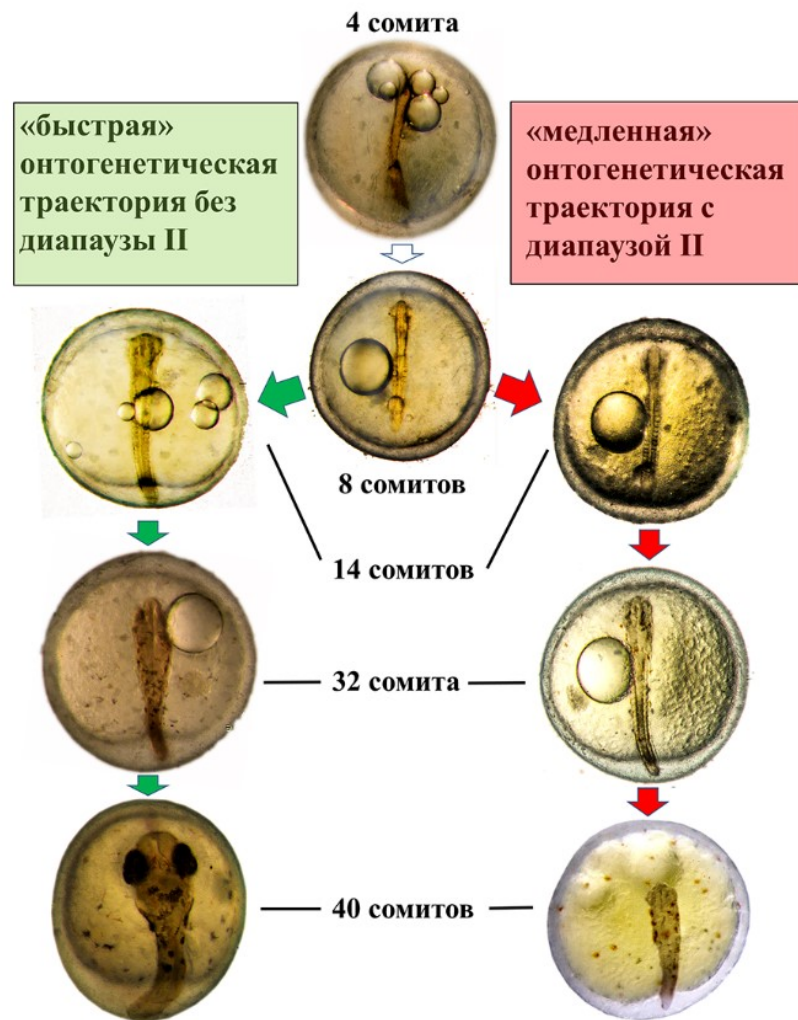 4 сомита
«быстрая»
онтогенетическая
траектория без
диапаузы II
«медленная»
онтогенетическая
траектория с
диапаузой II
8 сомитов
14 сомитов
32 сомита
40 сомитов